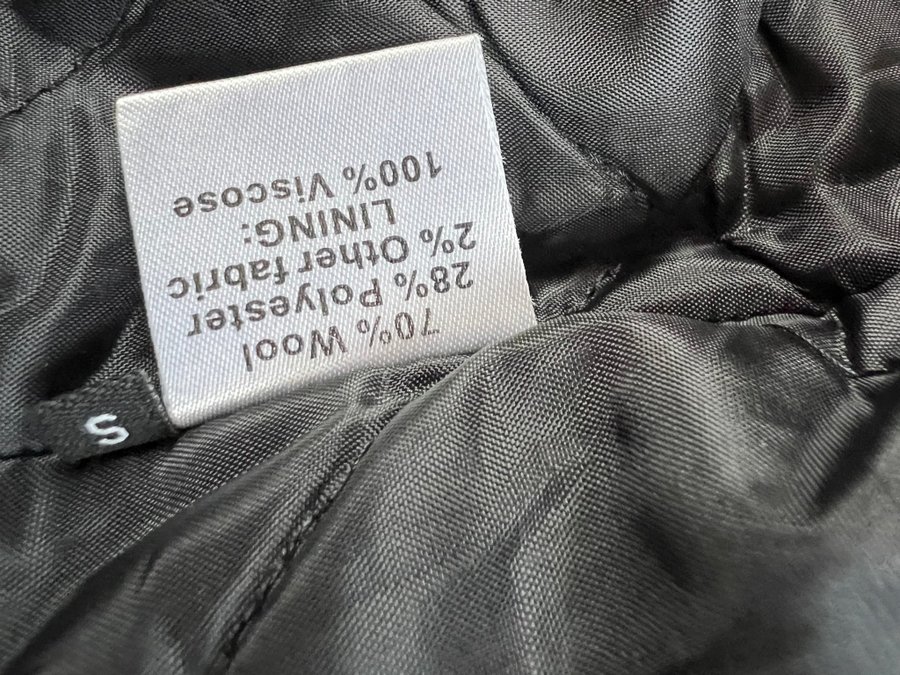 70% Wool
28% Polyester
2% Other fabric
LINING:
100% Viscose
S